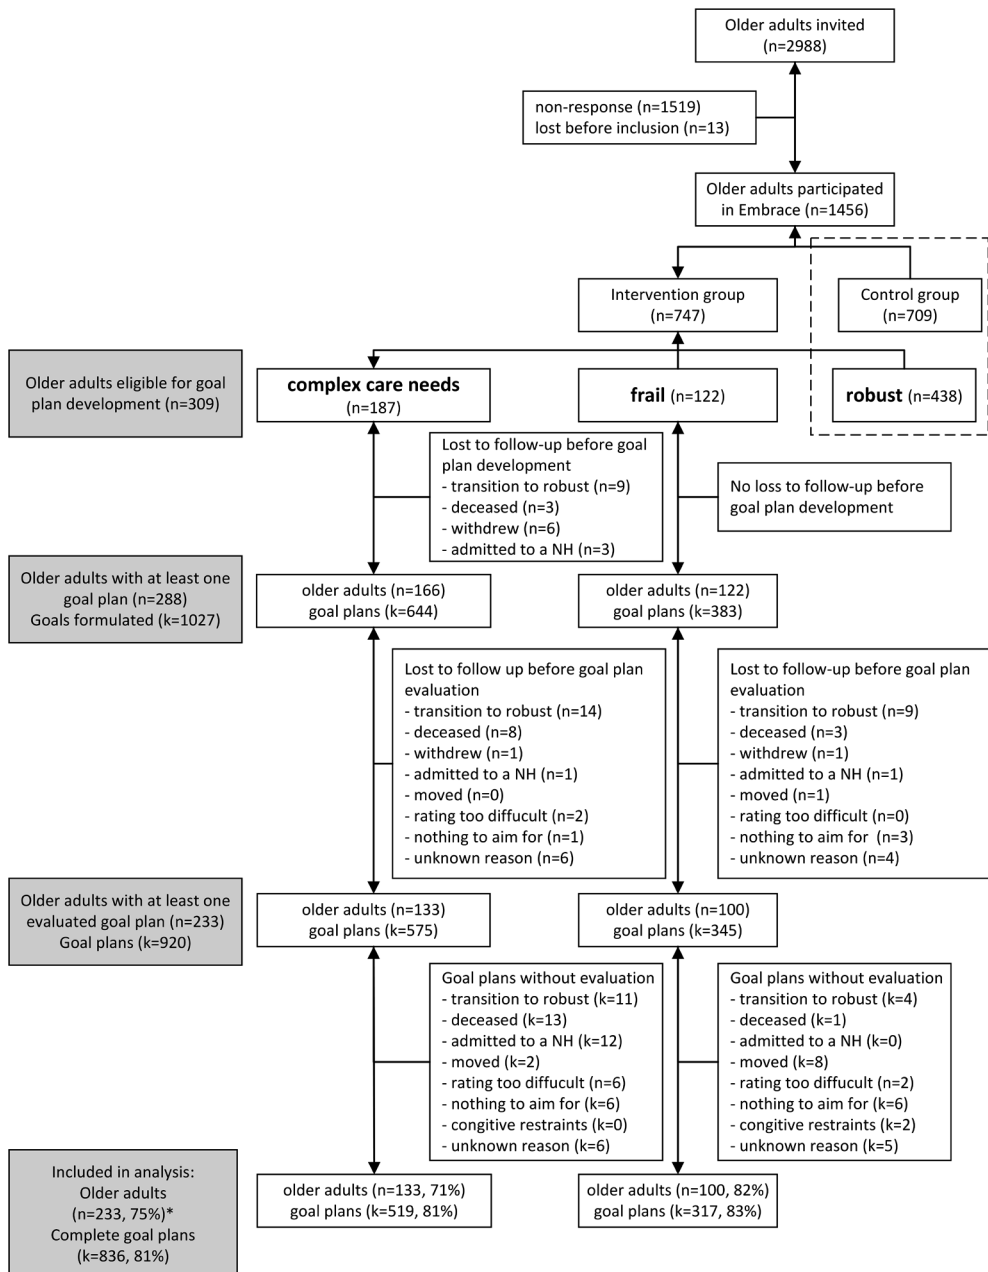 Older adults invited
(n=2988)
non-response (n=1519)
lost before inclusion (n=13)
Older adults participated
in Embrace (n=1456)
Intervention group
(n=747)
Control group
(n=709)
Older adults eligible for goal
plan development (n=309)
complex care needs
(n=187)
frail (n=122)
robust (n=438)
Lost to follow-up before goal
plan development
- transition to robust (n=9)
- deceased (n=3)
- withdrew (n=6)
- admitted to a NH (n=3)
No loss to follow-up before
goal plan development
Older adults with at least one
goal plan (n=288)
Goals formulated (k=1027)
older adults (n=166)
goal plans (k=644)
older adults (n=122)
goal plans (k=383)
Lost to follow up before goal plan
evaluation
- transition to robust (n=14)
- deceased (n=8)
- withdrew (n=1)
- admitted to a NH (n=1)
- moved (n=0)
- rating too diffucult (n=2)
- nothing to aim for (n=1)
- unknown reason (n=6)
Lost to follow-up before goal plan
evaluation
- transition to robust (n=9)
- deceased (n=3)
- withdrew (n=1)
- admitted to a NH (n=1)
- moved (n=1)
- rating too difficult (n=0)
- nothing to aim for  (n=3)
- unknown reason (n=4)
Older adults with at least one
evaluated goal plan (n=233)
Goal plans (k=920)
older adults (n=133)
goal plans (k=575)
older adults (n=100)
goal plans (k=345)
Goal plans without evaluation
- transition to robust (k=11)
- deceased (k=13)
- admitted to a NH (k=12)
- moved (k=2)
- rating too diffucult (n=6)
- nothing to aim for (k=6)
- congitive restraints (k=0)
- unknown reason (k=6)
Goal plans without evaluation
- transition to robust (k=4)
- deceased (k=1)
- admitted to a NH (k=0)
- moved (k=8)
- rating too diffucult (n=2)
- nothing to aim for (k=6)
- congitive restraints (k=2)
- unknown reason (k=5)
Included in analysis:
Older adults
(n=233, 75%)*
Complete goal plans
(k=836, 81%)
older adults (n=133, 71%)
goal plans (k=519, 81%)
older adults (n=100, 82%)
goal plans (k=317, 83%)